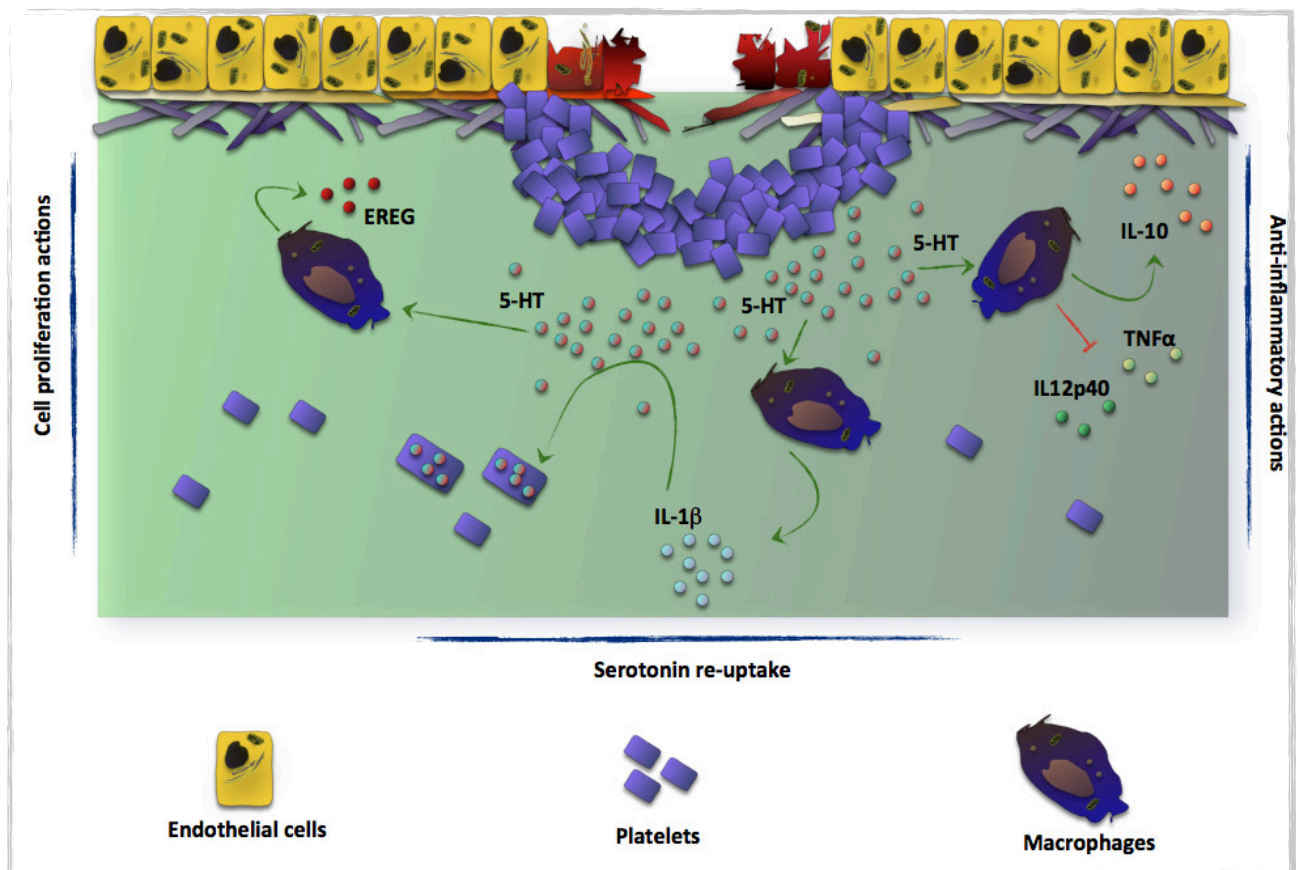 EREG
5-HT
IL-10
5-HT
5-HT
TNFα
IL12p40
IL-1β
Cell proliferation actions
Anti-inflammatory actions
Serotonin re-uptake
Endothelial cells
Platelets
Macrophages